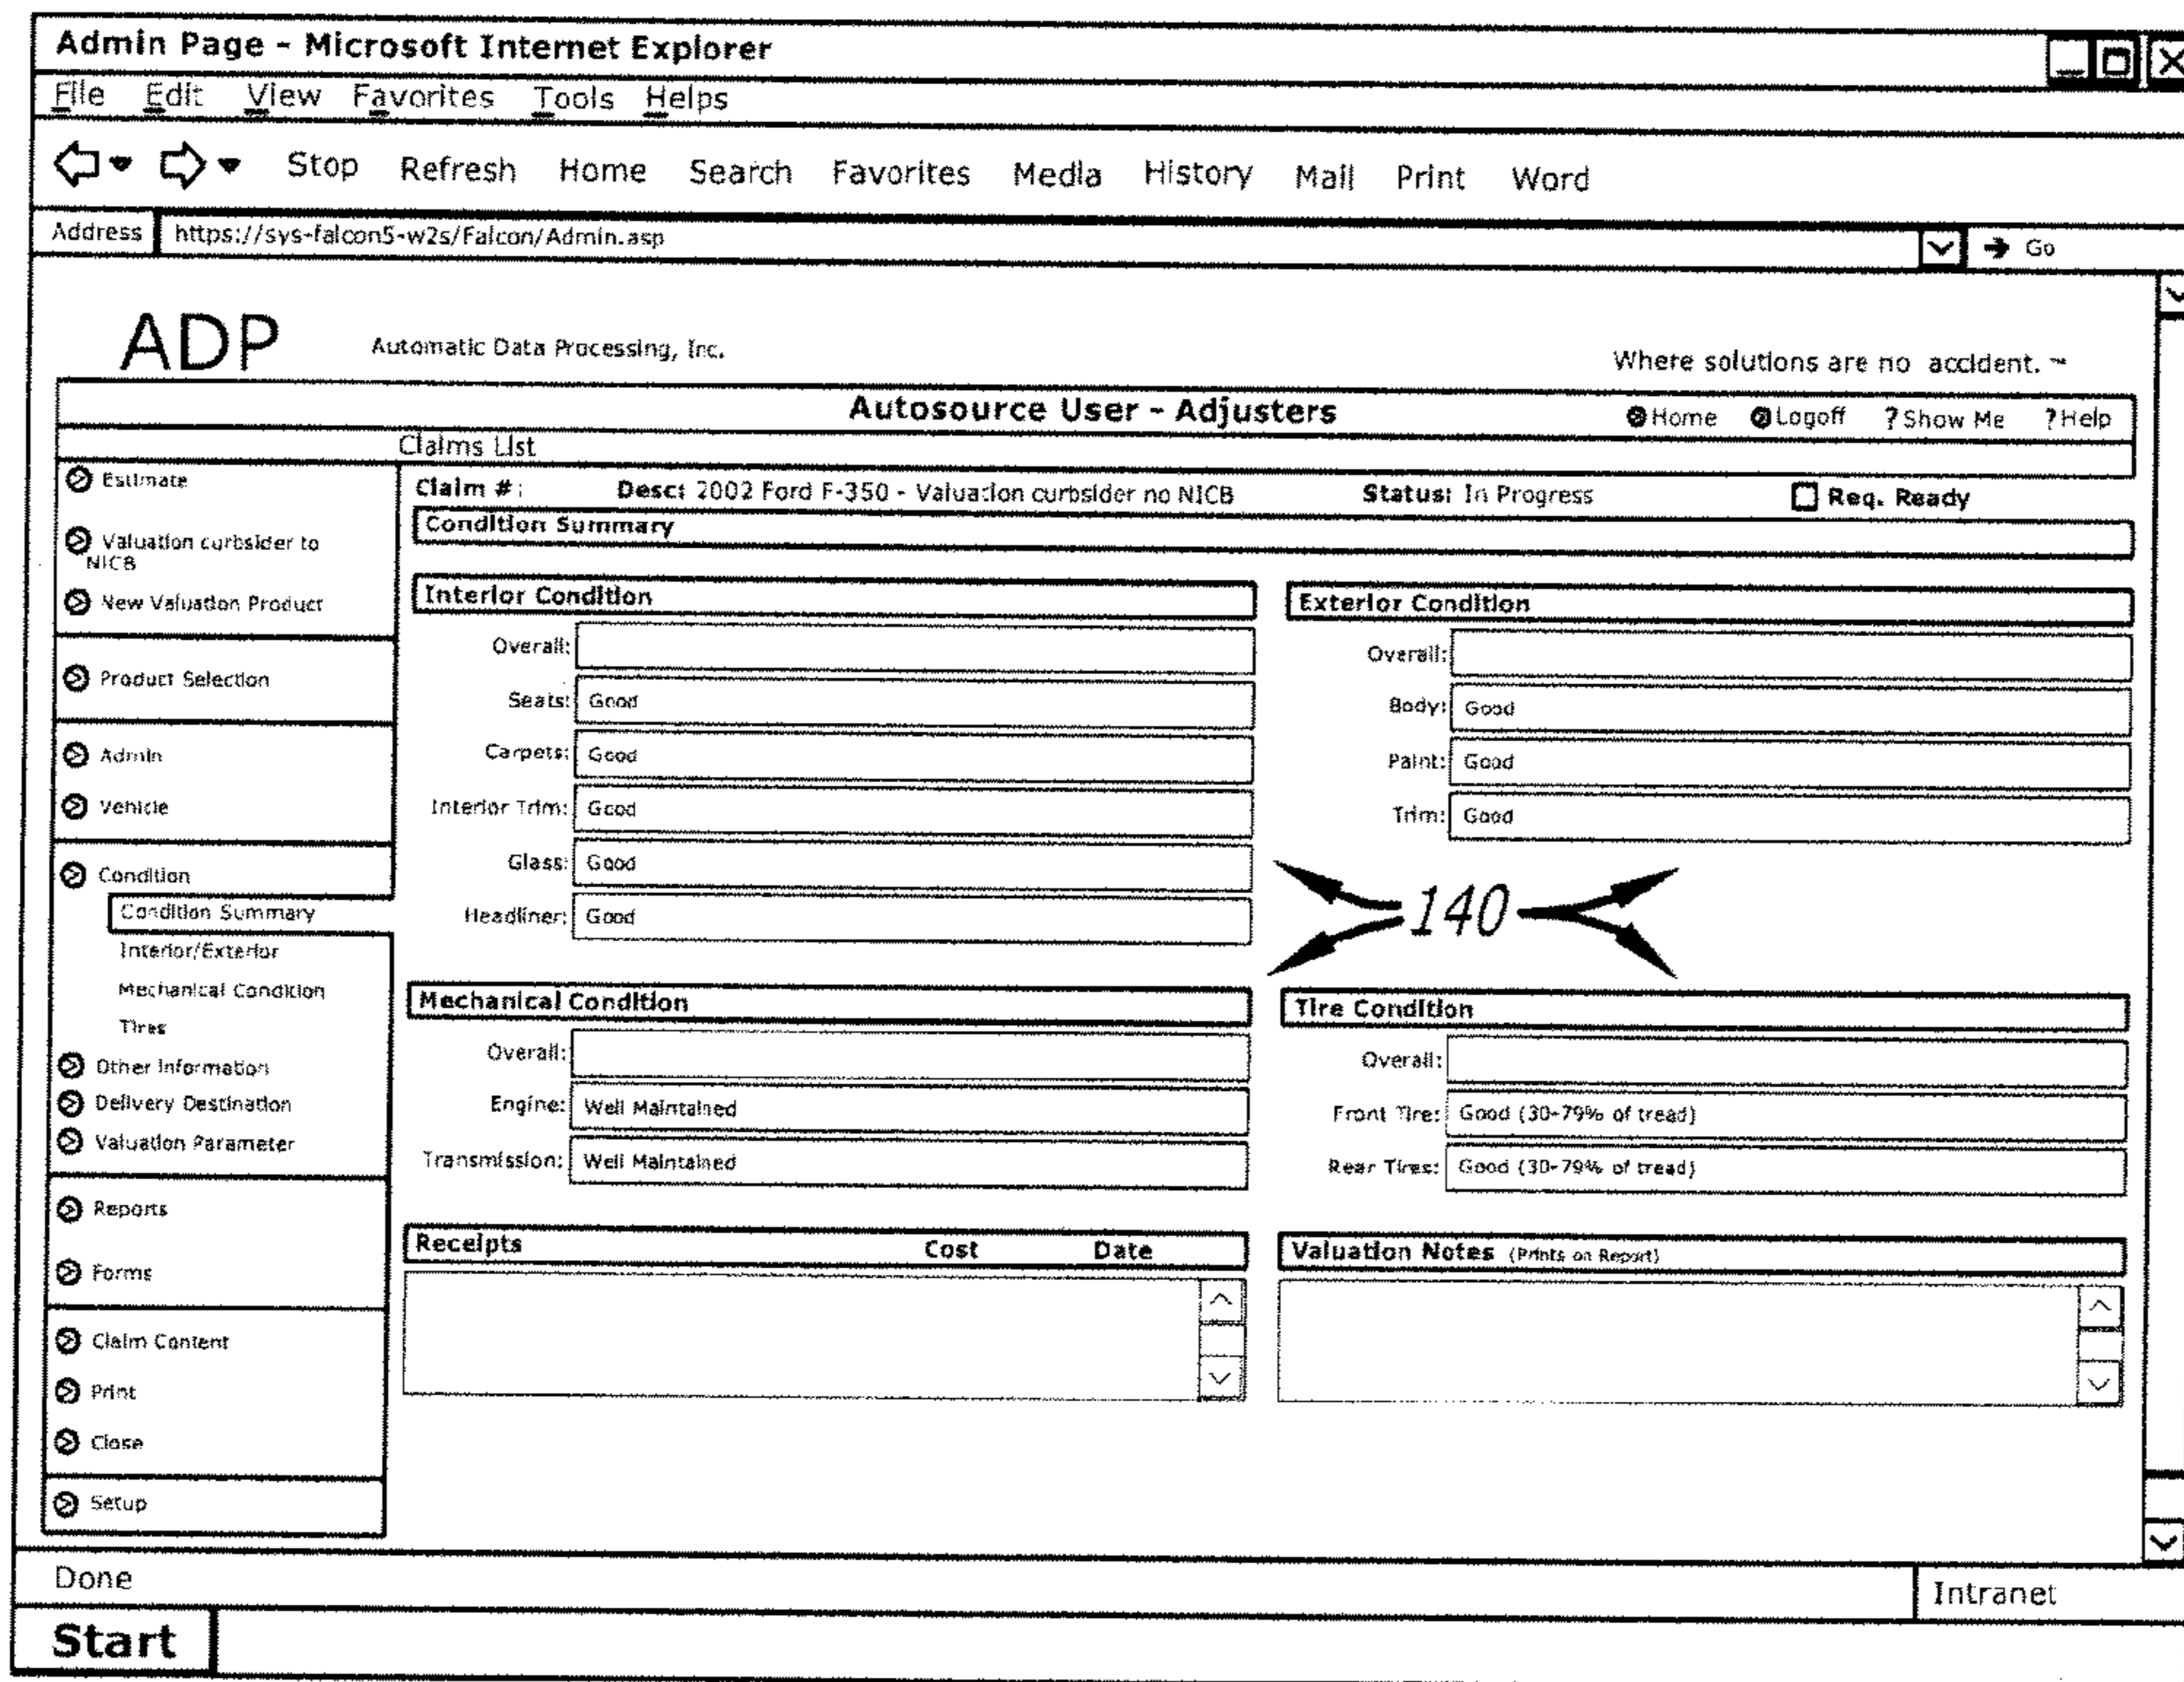 Admin Page - Microsoft Internet Explorer
File Edit View Favorites Tools Helps
Stop Refresh Home Search Favorites Media History Mail Print Word
Address https://sys-falcon5-w2s/Falcon/Admin.asp Go
ADP Automatic Data Processing, Inc. Where solutions are no accident. ™
Autosource User - Adjusters Home Logoff ? Show Me ? Help
Claims List
Estimate
Valuation curbsider to
NICB
New Valuation Product
Product Selection
Admin
Vehicle
Condition
Condition Summary
Interior/Exterior
Mechanical Condition
Tires
Other Information
Delivery Destination
Valuation Parameter
Reports
Forms
Claim Content
Print
Close
Setup
Claim #: Desc: 2002 Ford F-350 - Valuation curbsider no NICB Status: In Progress Req. Ready
Condition Summary
Interior Condition
Overall:
Seats: Good
Carpets: Good
Interior Trim: Good
Glass: Good
Headliner: Good
Exterior Condition
Overall:
Body: Good
Paint: Good
Trim: Good
140
Mechanical Condition
Overall:
Engine: Well Maintained
Transmission: Well Maintained
Tire Condition
Overall:
Front Tire: Good (30-79% of tread)
Rear Tires: Good (30-79% of tread)
Receipts Cost Date
Valuation Notes (Prints on Report)
Done Intranet
Start